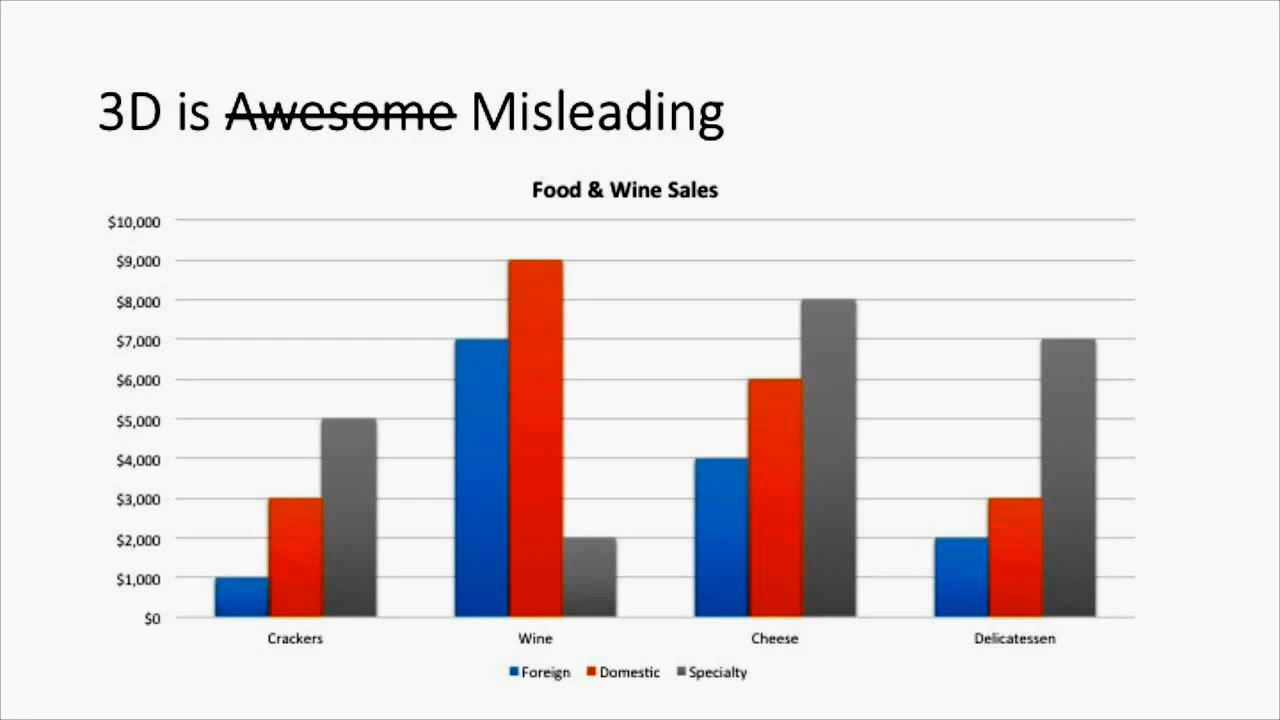 3D is Awesome Misleading
Food & Wine Sales
$10,000
$9,000
$8,000
$7,000
$6,000
$5,000
$4,000
$3,000
$2,000
$1,000
$0
Crackers Wine Cheese Delicatessen
Foreign Domestic Specialty